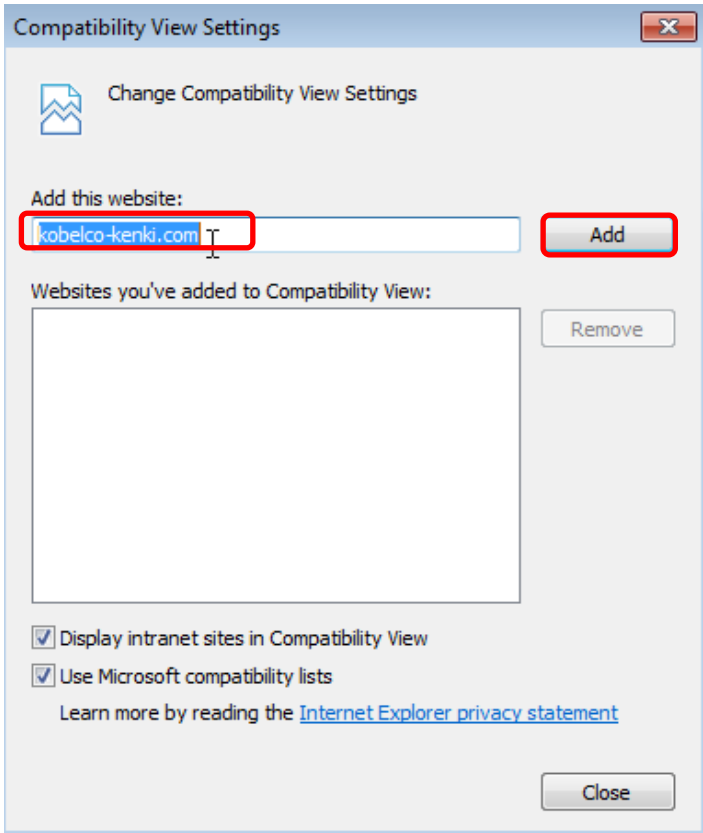 Compatibility View Settings
Change Compatibility View Settings
Add this website:
kobelco-kenki.com
Add
Websites you've added to Compatibility View:
Remove
Display intranet sites in Compatibility View
Use Microsoft compatibility lists
Learn more by reading the Internet Explorer privacy statement
Close